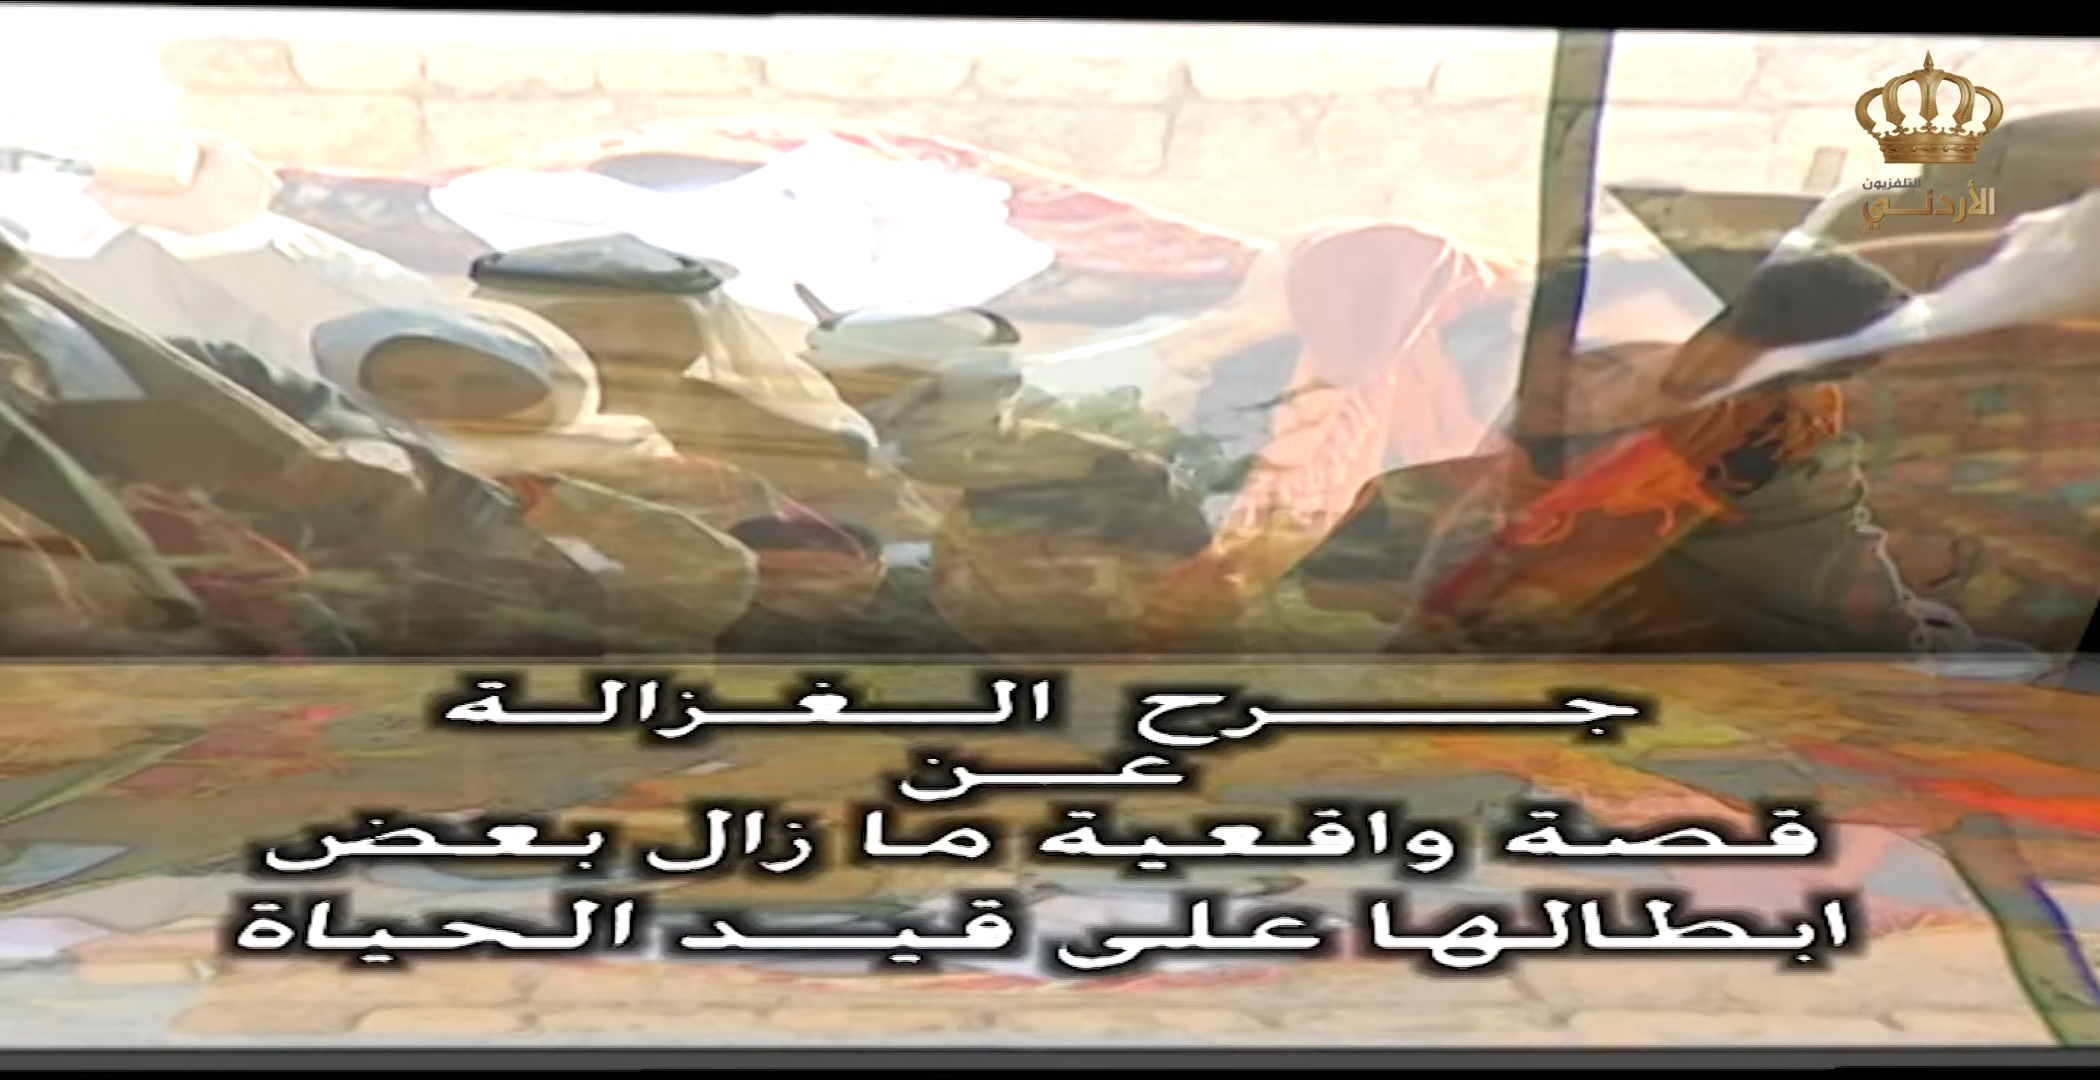 التلفزيون
الأردني
جرح الغزالة
عن
قصة واقعية ما زال بعض
ابطالها على قيد الحياة